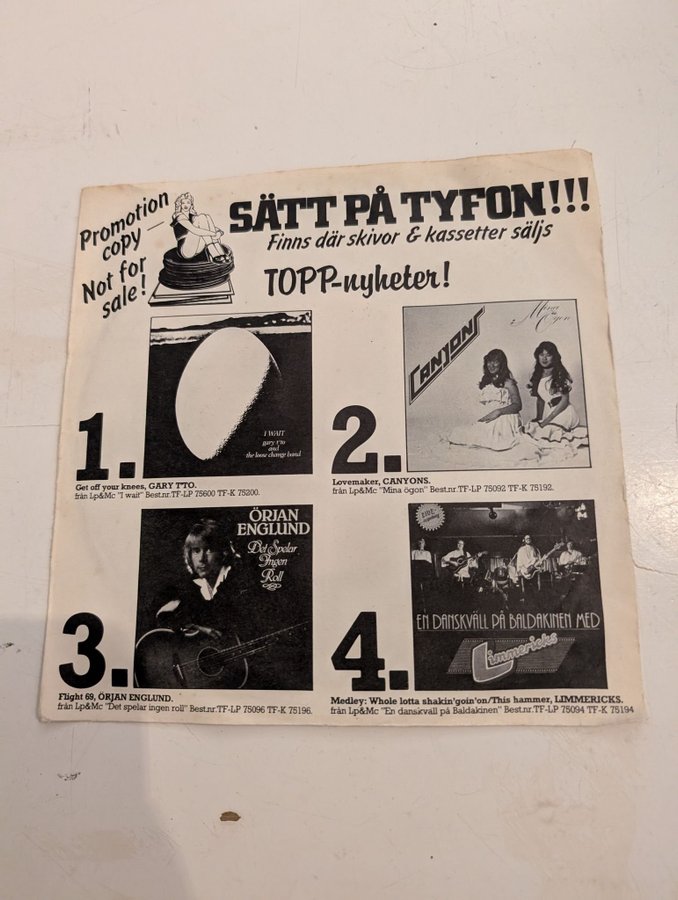 Promotion
copy —
Not for
sale!
SÄTT PÅ TYFON!!!
Finns där skivor & kassetter säljs
TOPP-nyheter!
1.
I WAIT
gary t'to
and
the loose change band
Get off your knees, GARY T'TO.
från Lp&Mc "I wait" Best.nr.TF-LP 75600 TF-K 75200.
2.
CANYONS
Mina
Ögon
Lovemaker, CANYONS.
från Lp&Mc "Mina ögon" Best.nr.TF-LP 75092 TF-K 75192.
3.
ÖRJAN
ENGLUND
Det Spelar
Ingen
Roll
Flight 69, ÖRJAN ENGLUND.
från Lp&Mc "Det spelar ingen roll" Best.nr.TF-LP 75096 TF-K 75196.
4.
LIVE
EN DANSKVÄLL PÅ BALDAKINEN MED
Limmericks
Medley: Whole lotta shakin'goin'on/This hammer, LIMMERICKS.
från Lp&Mc "En danskväll på Baldakinen" Best.nr.TF-LP 75094 TF-K 75194